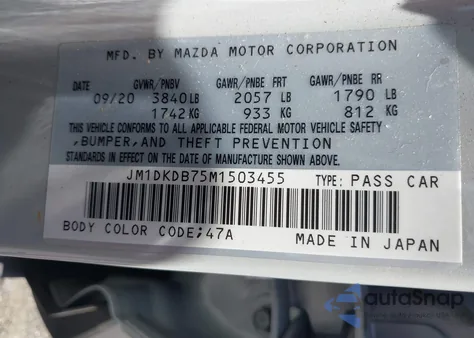 MFD. BY MAZDA MOTOR CORPORATION
DATE GVWR/PNBV GAWR/PNBE FRT GAWR/PNBE RR
09/20 3840LB 2057 LB 1790 LB
1742KG 933 KG 812 KG
THIS VEHICLE CONFORMS TO ALL APPLICABLE FEDERAL MOTOR VEHICLE SAFETY,
,BUMPER,AND THEFT PREVENTION
STANDARDS IN EFFECT ON THE DATE OF MANUFACTURE SHOWN ABOVE.
JM1DKDB75M1503455 TYPE: PASS CAR
BODY COLOR CODE;47A
MADE IN JAPAN
autoSnap